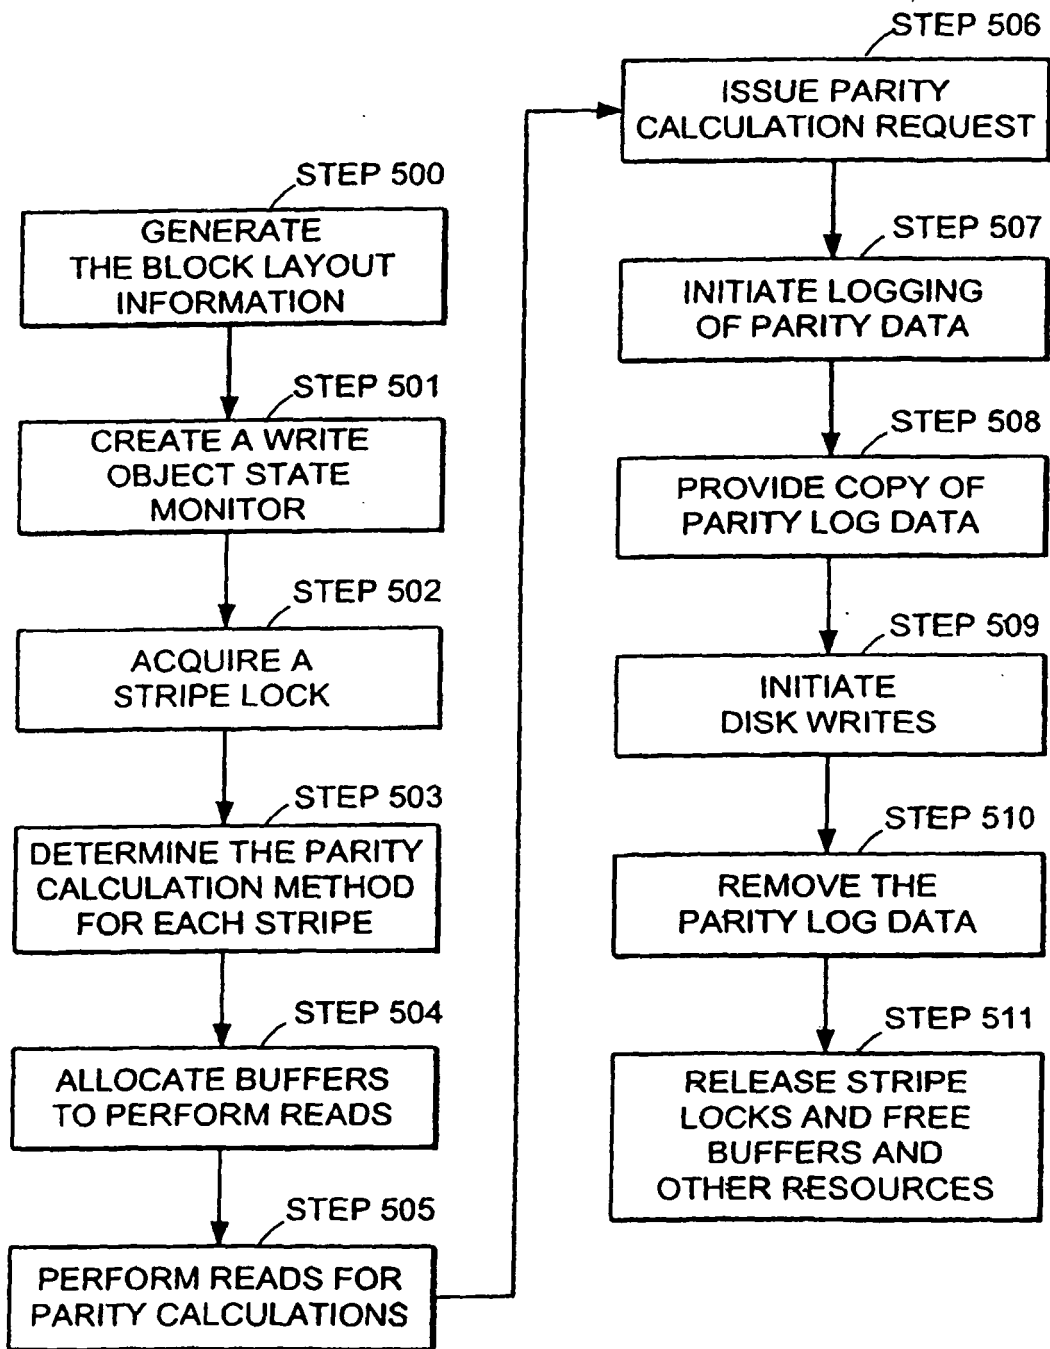 STEP 500
GENERATE
THE BLOCK LAYOUT
INFORMATION
STEP 501
CREATE A WRITE
OBJECT STATE
MONITOR
STEP 502
ACQUIRE A
STRIPE LOCK
STEP 503
DETERMINE THE PARITY
CALCULATION METHOD
FOR EACH STRIPE
STEP 504
ALLOCATE BUFFERS
TO PERFORM READS
STEP 505
PERFORM READS FOR
PARITY CALCULATIONS
STEP 506
ISSUE PARITY
CALCULATION REQUEST
STEP 507
INITIATE LOGGING
OF PARITY DATA
STEP 508
PROVIDE COPY OF
PARITY LOG DATA
STEP 509
INITIATE
DISK WRITES
STEP 510
REMOVE THE
PARITY LOG DATA
STEP 511
RELEASE STRIPE
LOCKS AND FREE
BUFFERS AND
OTHER RESOURCES